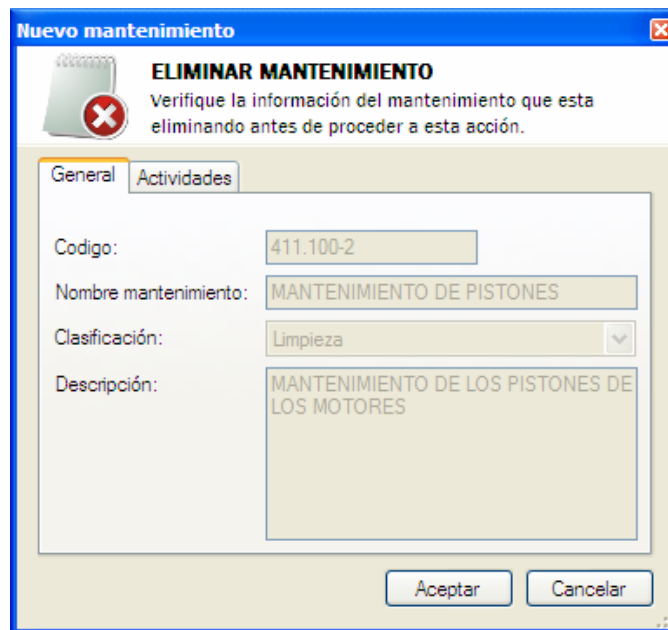 Nuevo mantenimiento
ELIMINAR MANTENIMIENTO
Verifique la información del mantenimiento que esta
eliminando antes de proceder a esta acción.
General Actividades
Codigo: 411.100-2
Nombre mantenimiento: MANTENIMIENTO DE PISTONES
Clasificación: Limpieza
Descripción: MANTENIMIENTO DE LOS PISTONES DE
LOS MOTORES
Aceptar Cancelar